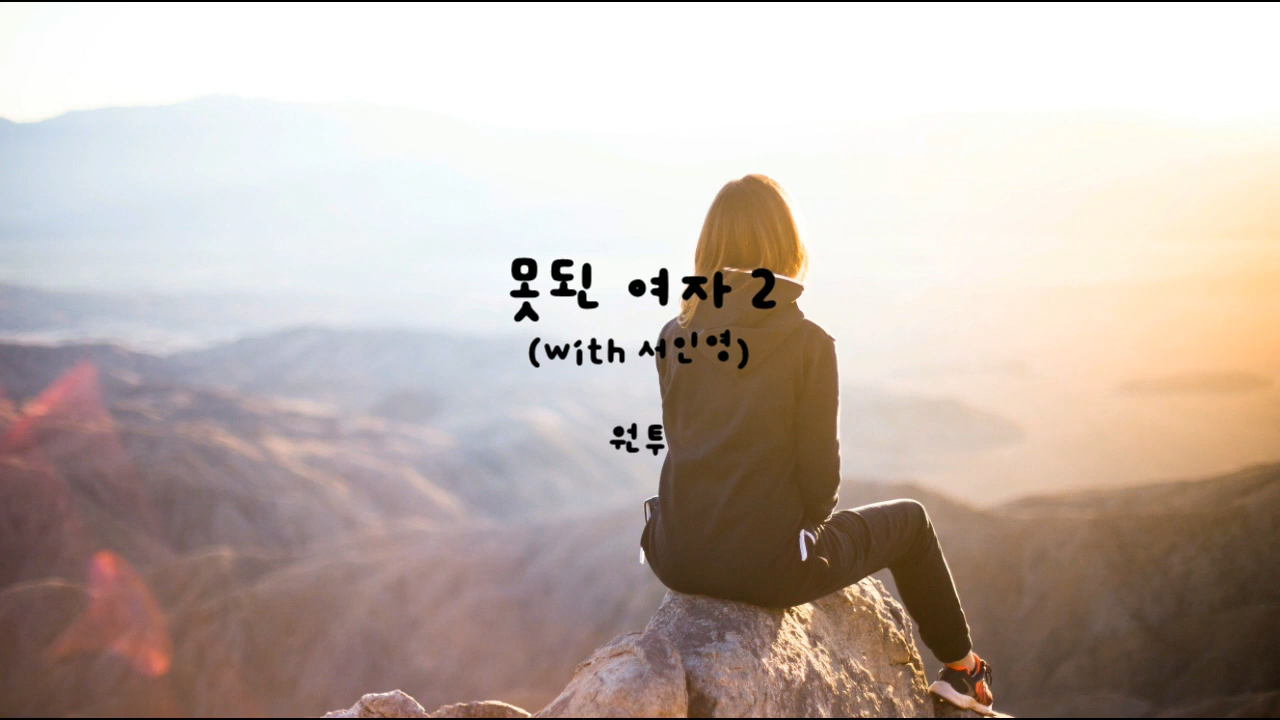 못된 여자 2
(with 서인영)
원투